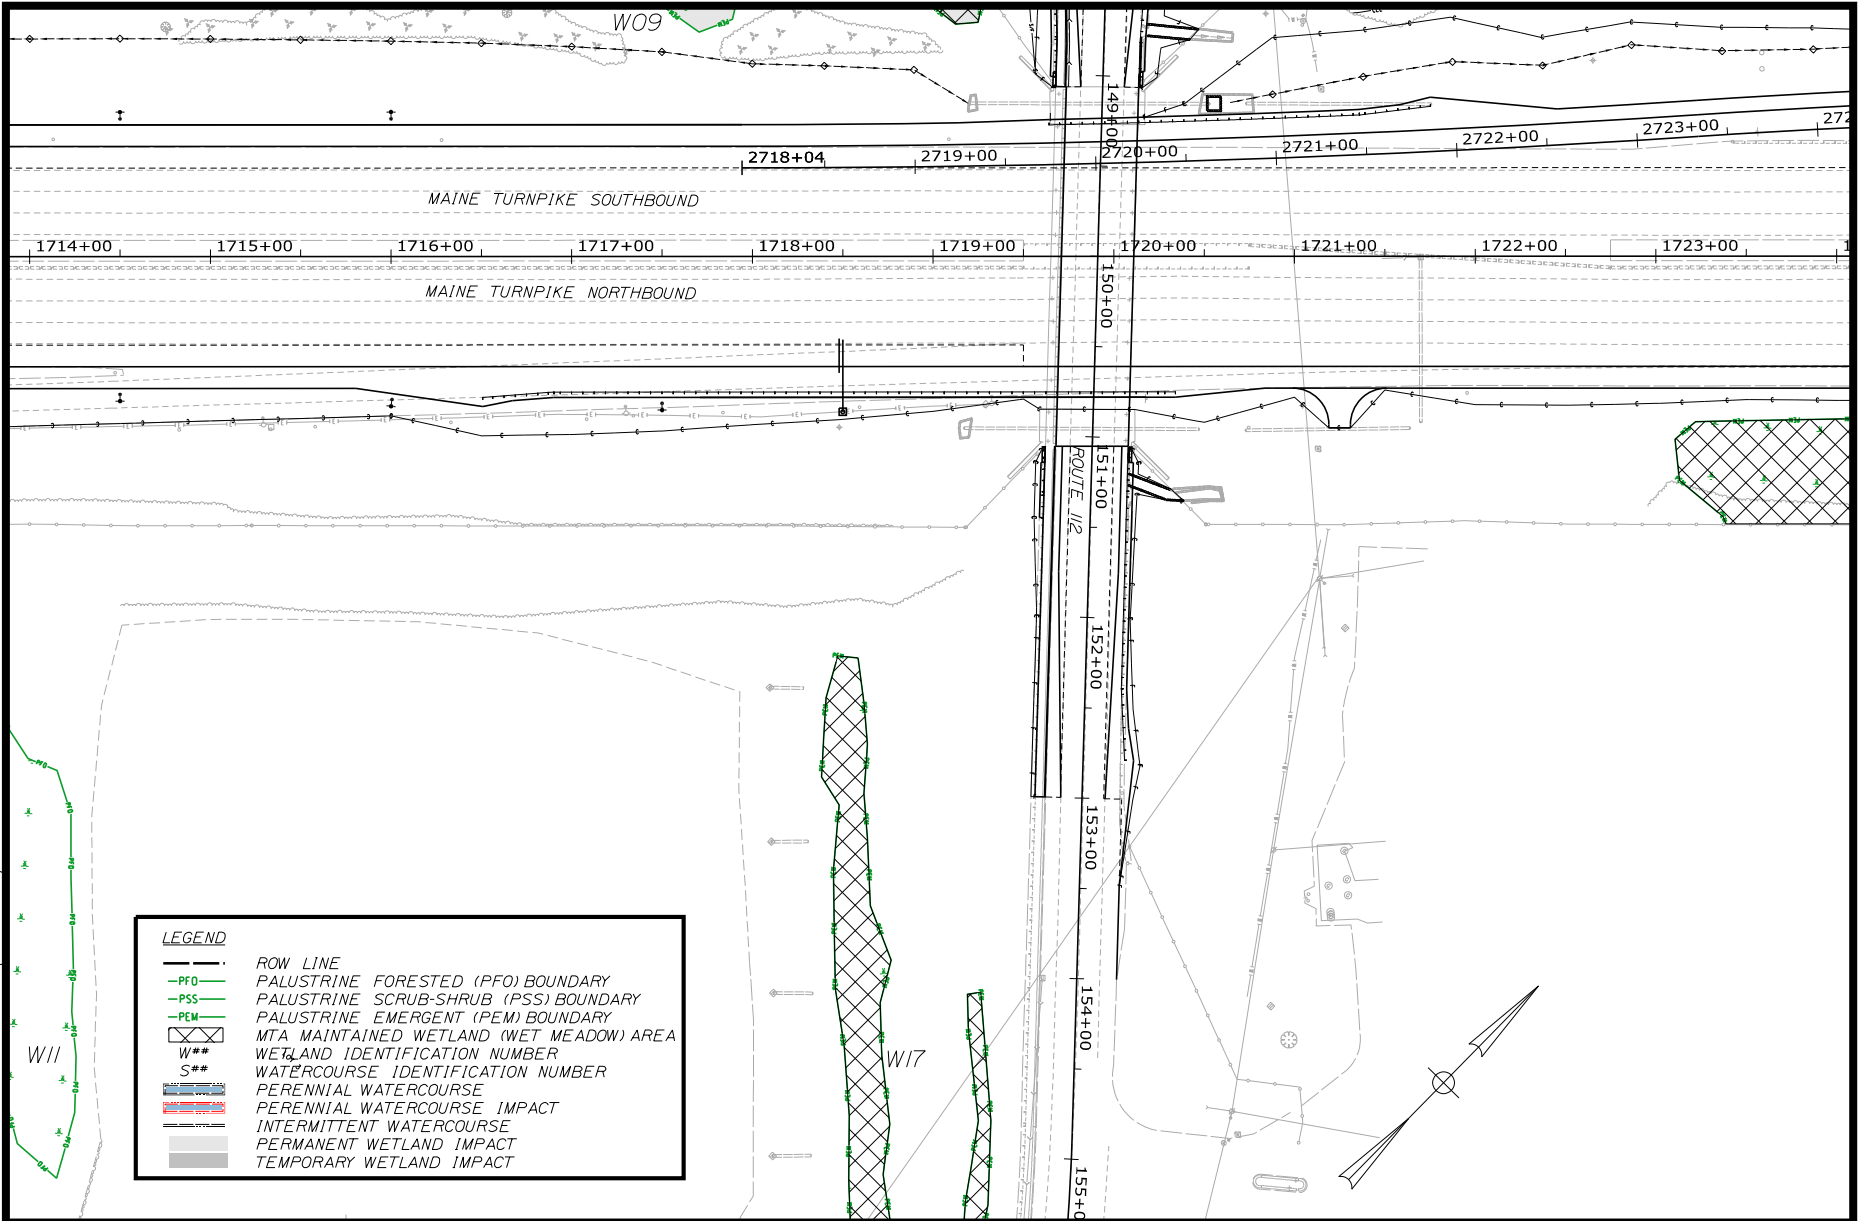 W09
149+00
2718+04
2719+00
2720+00
2721+00
2722+00
2723+00
272
MAINE TURNPIKE SOUTHBOUND
1714+00
1715+00
1716+00
1717+00
1718+00
1719+00
1720+00
1721+00
1722+00
1723+00
1
150+00
MAINE TURNPIKE NORTHBOUND
ROUTE 112
151+00
152+00
153+00
154+00
155+0
W11
W17
LEGEND
ROW LINE
PFO PALUSTRINE FORESTED (PFO) BOUNDARY
PSS PALUSTRINE SCRUB-SHRUB (PSS) BOUNDARY
PEM PALUSTRINE EMERGENT (PEM) BOUNDARY
MTA MAINTAINED WETLAND (WET MEADOW) AREA
W## WETLAND IDENTIFICATION NUMBER
S## WATERCOURSE IDENTIFICATION NUMBER
PERENNIAL WATERCOURSE
PERENNIAL WATERCOURSE IMPACT
INTERMITTENT WATERCOURSE
PERMANENT WETLAND IMPACT
TEMPORARY WETLAND IMPACT